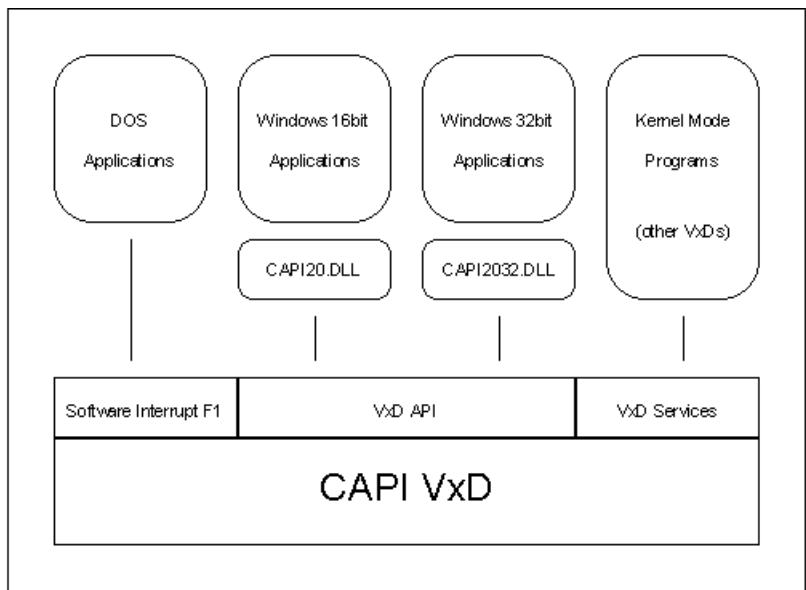 DOS
Applications
Windows 16bit
Applications
Windows 32bit
Applications
Kernel Mode
Programs
(other VxDs)
CAPI20.DLL
CAPI2032.DLL
Software Interrupt F1
VxD API
VxD Services
CAPI VxD